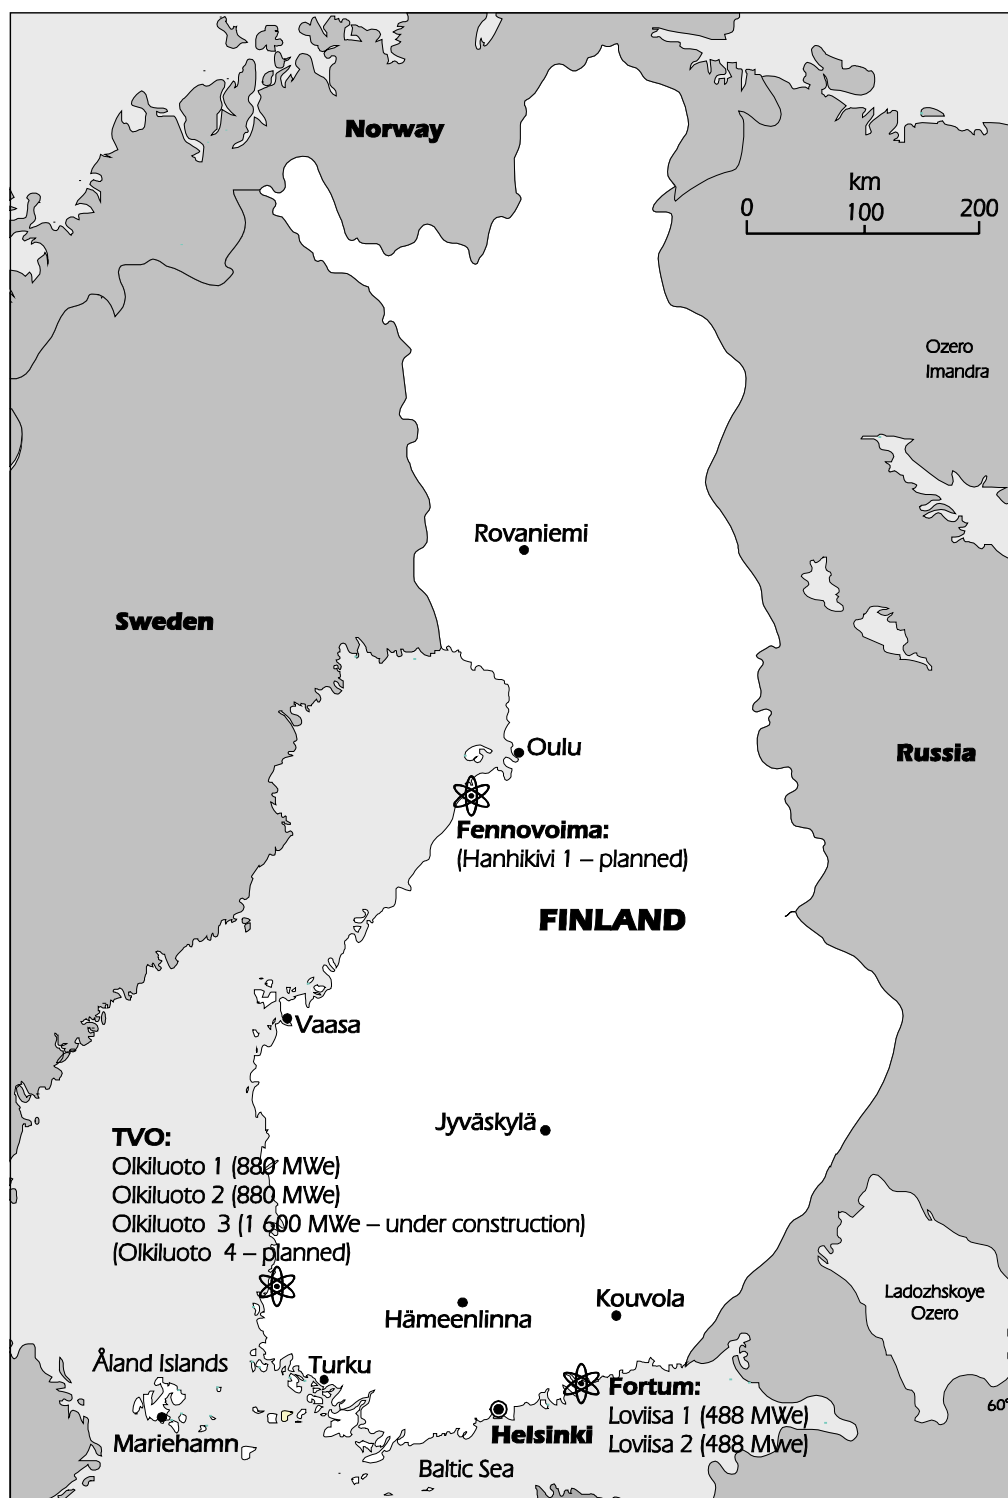 Norway
km
0 100 200
Ozero
Imandra
Rovaniemi
Sweden
Oulu
Russia
Fennovoima:
(Hanhikivi 1 – planned)
FINLAND
Vaasa
Jyväskylä
TVO:
Olkiluoto 1 (880 MWe)
Olkiluoto 2 (880 MWe)
Olkiluoto 3 (1 600 MWe – under construction)
(Olkiluoto 4 – planned)
Ladozhskoye
Ozero
Kouvola
Hämeenlinna
Åland Islands
Turku
Fortum:
Loviisa 1 (488 MWe)
Loviisa 2 (488 Mwe)
60°
Helsinki
Mariehamn
Baltic Sea